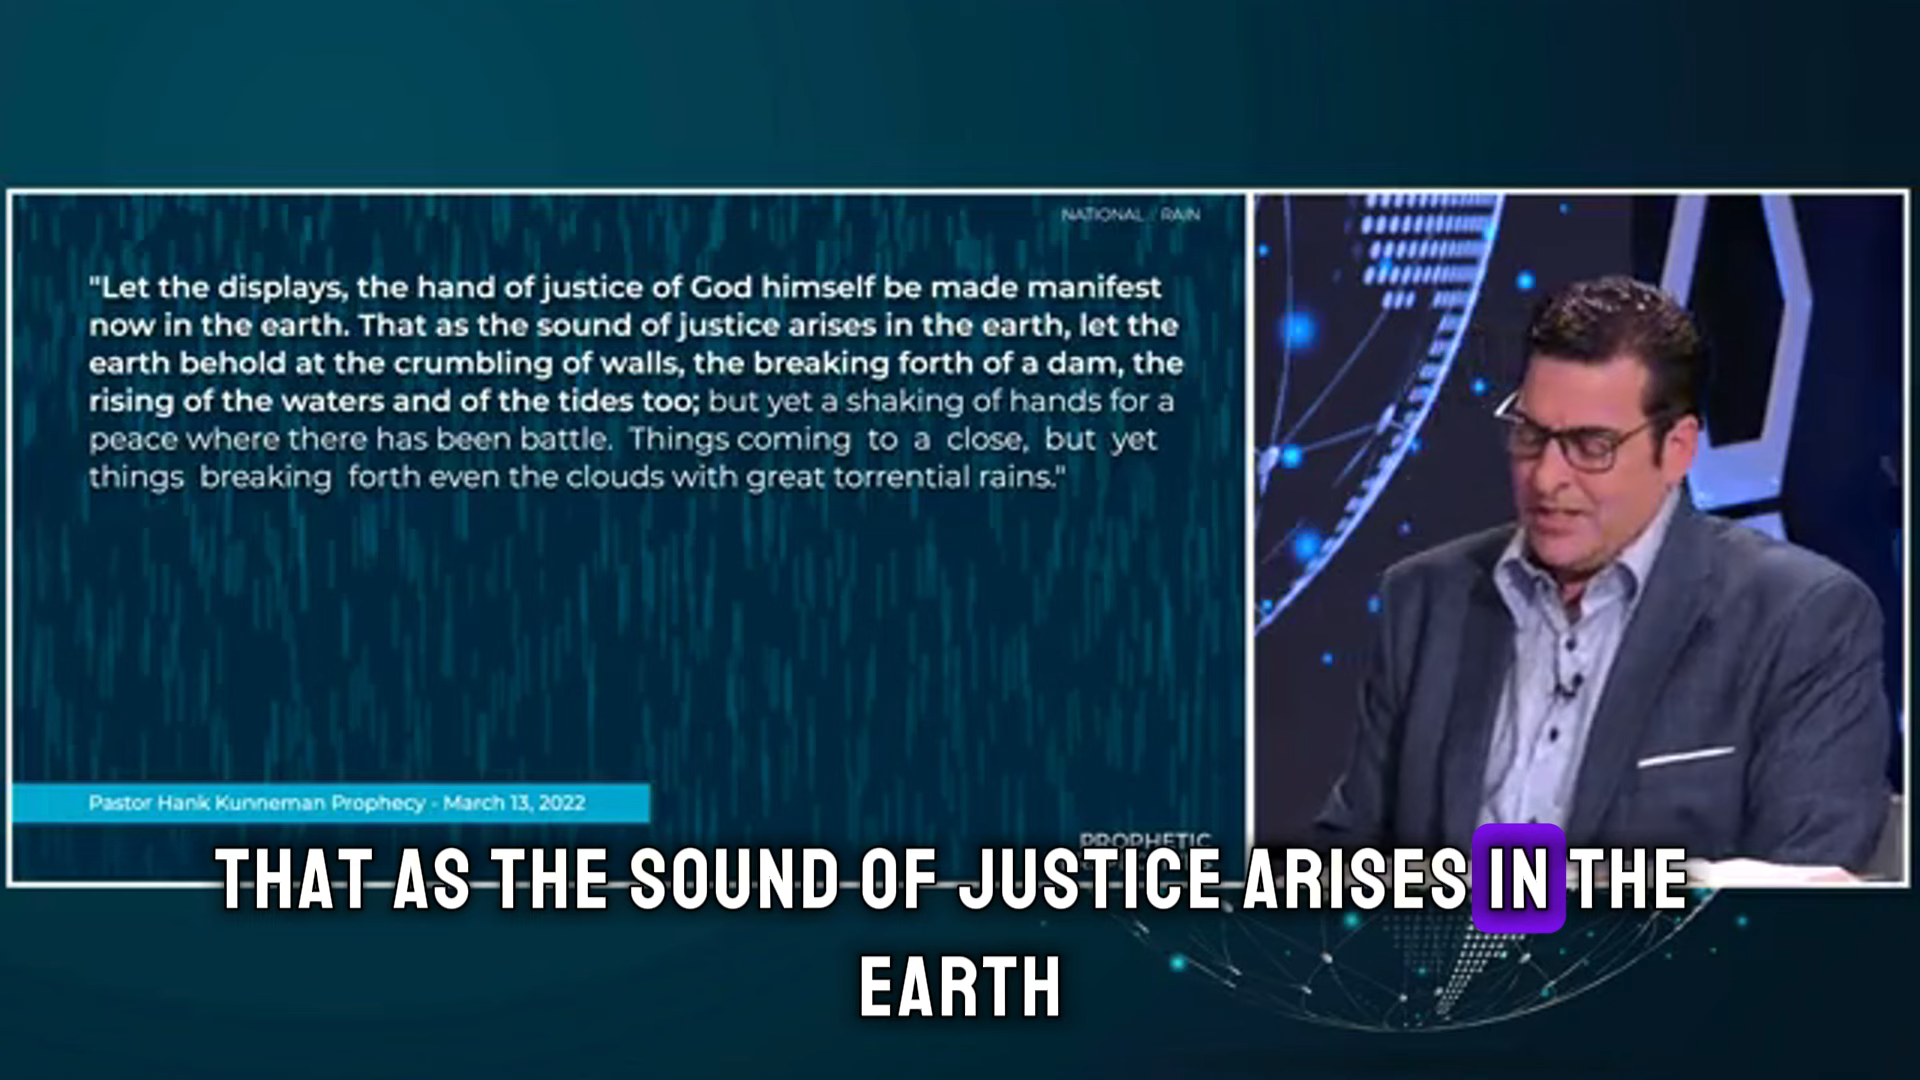 NATIONAL / RAIN
"Let the displays, the hand of justice of God himself be made manifest
now in the earth. That as the sound of justice arises in the earth, let the
earth behold at the crumbling of walls, the breaking forth of a dam, the
rising of the waters and of the tides too; but yet a shaking of hands for a
peace where there has been battle. Things coming to a close, but yet
things breaking forth even the clouds with great torrential rains."
Pastor Hank Kunneman Prophecy - March 13, 2022
PROPHETIC
THAT AS THE SOUND OF JUSTICE ARISES IN THE
EARTH